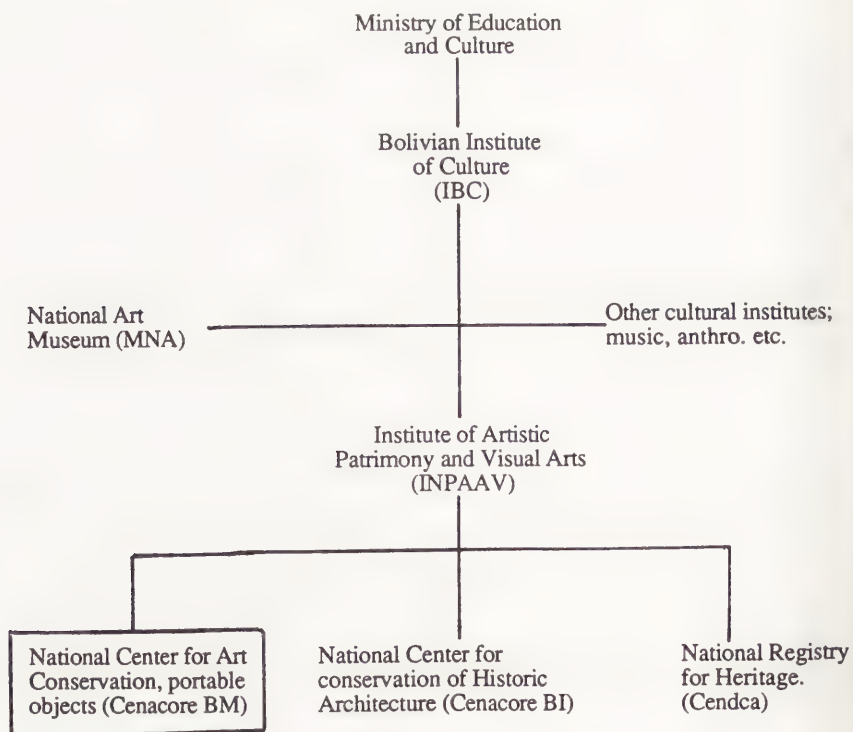 Ministry of Education
and Culture
Bolivian Institute
of Culture
(IBC)
National Art
Museum (MNA)
Other cultural institutes;
music, anthro. etc.
Institute of Artistic
Patrimony and Visual Arts
(INPAAV)
National Center for Art
Conservation, portable
objects (Cenacore BM)
National Center for
conservation of Historic
Architecture (Cenacore BI)
National Registry
for Heritage.
(Cendca)